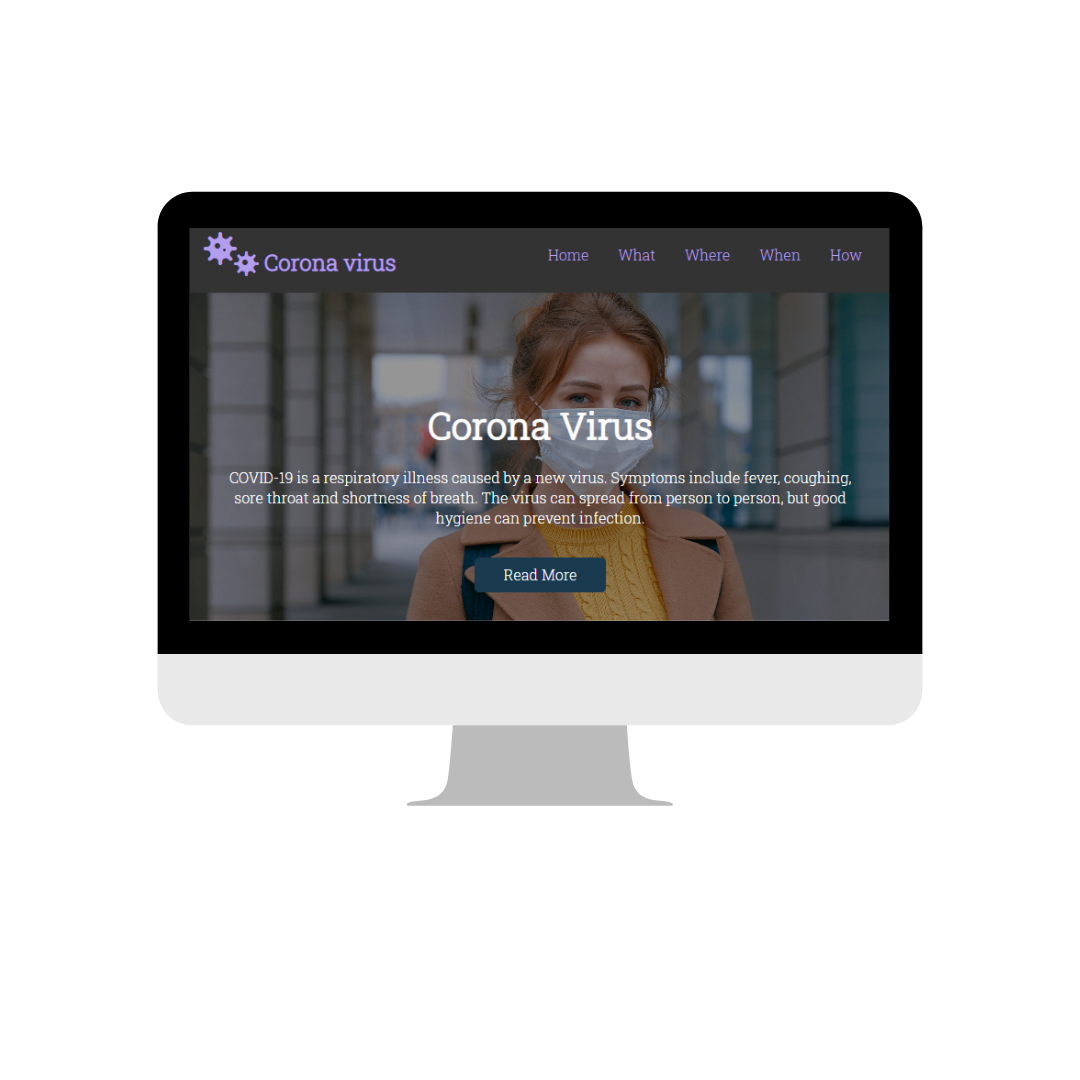 Corona virus
Home What Where When How
Corona Virus
COVID-19 is a respiratory illness caused by a new virus. Symptoms include fever, coughing,
sore throat and shortness of breath. The virus can spread from person to person, but good
hygiene can prevent infection.
Read More